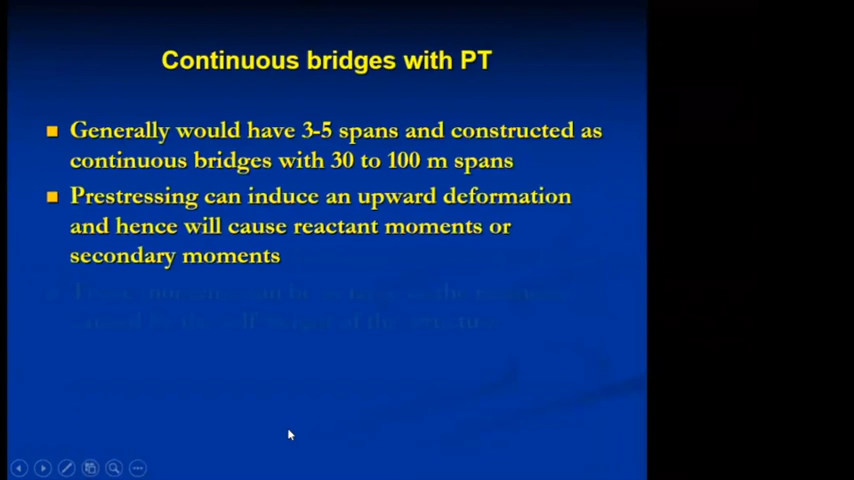 Continuous bridges with PT
Generally would have 3-5 spans and constructed as
continuous bridges with 30 to 100 m spans
Prestressing can induce an upward deformation
and hence will cause reactant moments or
secondary moments